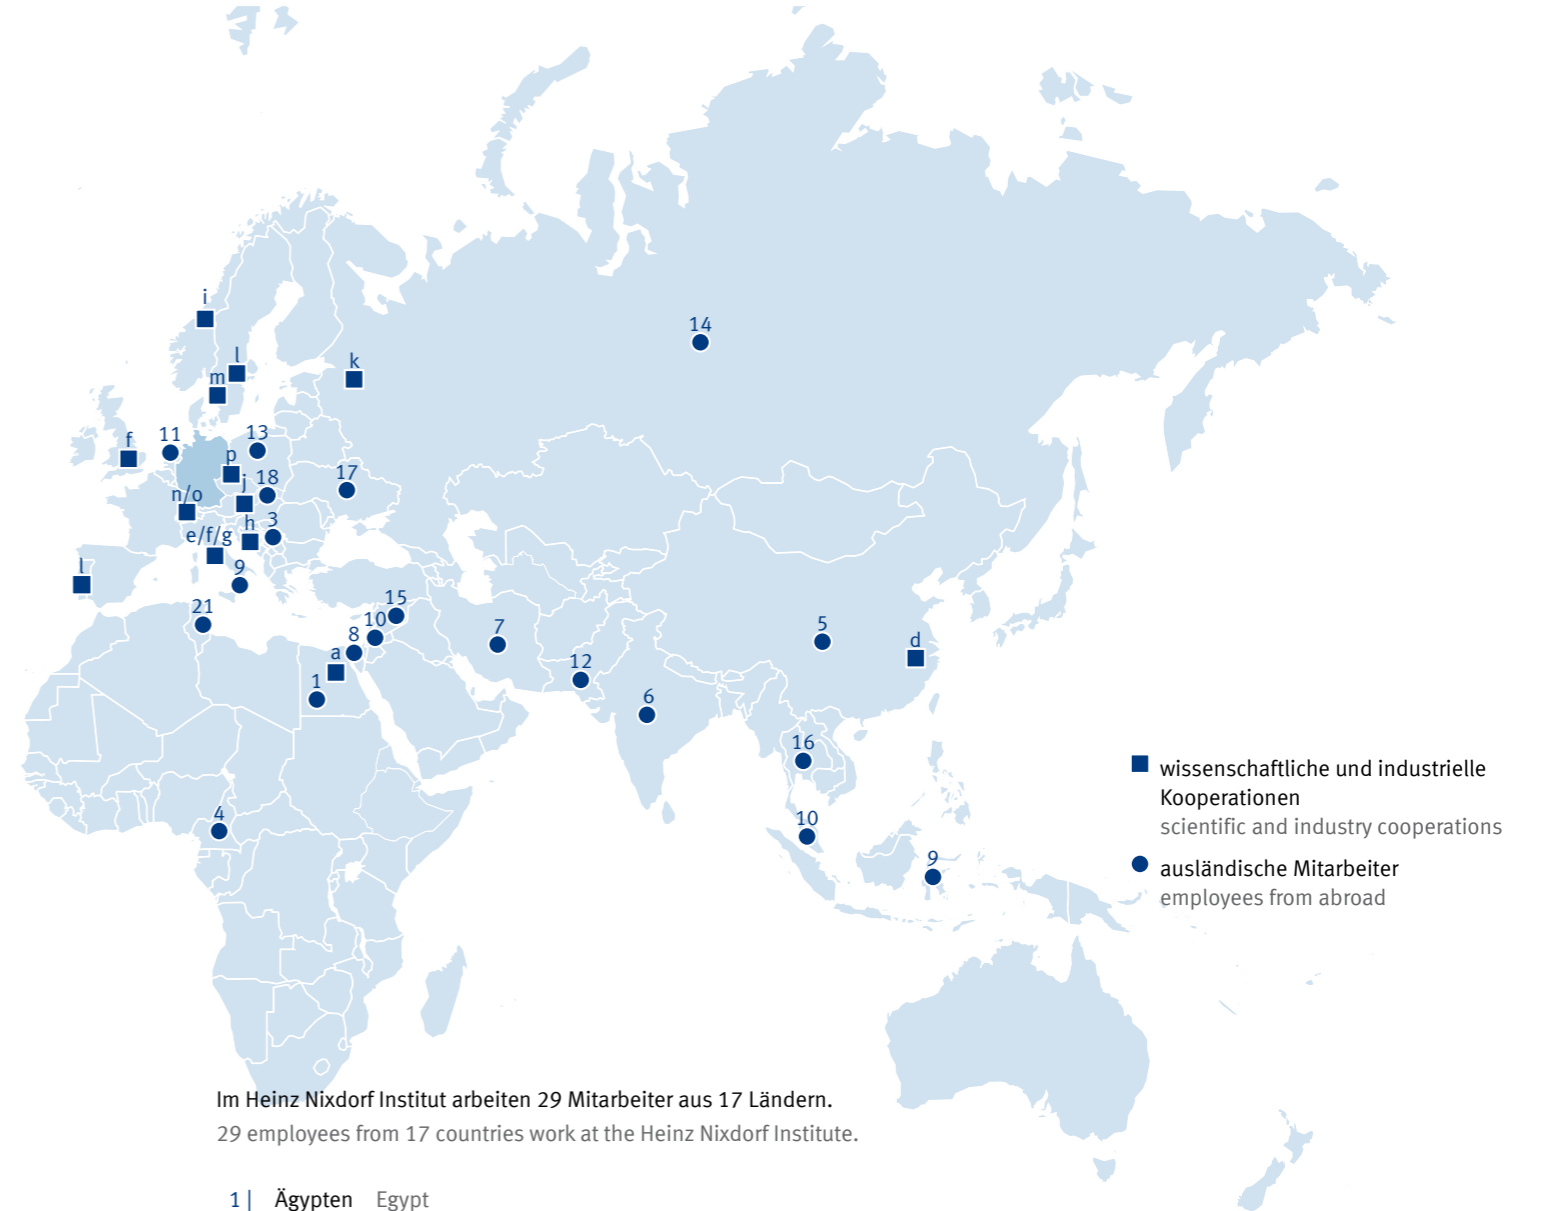 i
14
l
k
m
11
13
f
p
17
j
18
n/o
h
3
e/f/g
l
9
15
21
10
7
5
8
d
a
12
1
6
16
wissenschaftliche und industrielle
Kooperationen
scientific and industry cooperations
4
10
9
ausländische Mitarbeiter
employees from abroad
Im Heinz Nixdorf Institut arbeiten 29 Mitarbeiter aus 17 Ländern.
29 employees from 17 countries work at the Heinz Nixdorf Institute.
1 | Ägypten Egypt